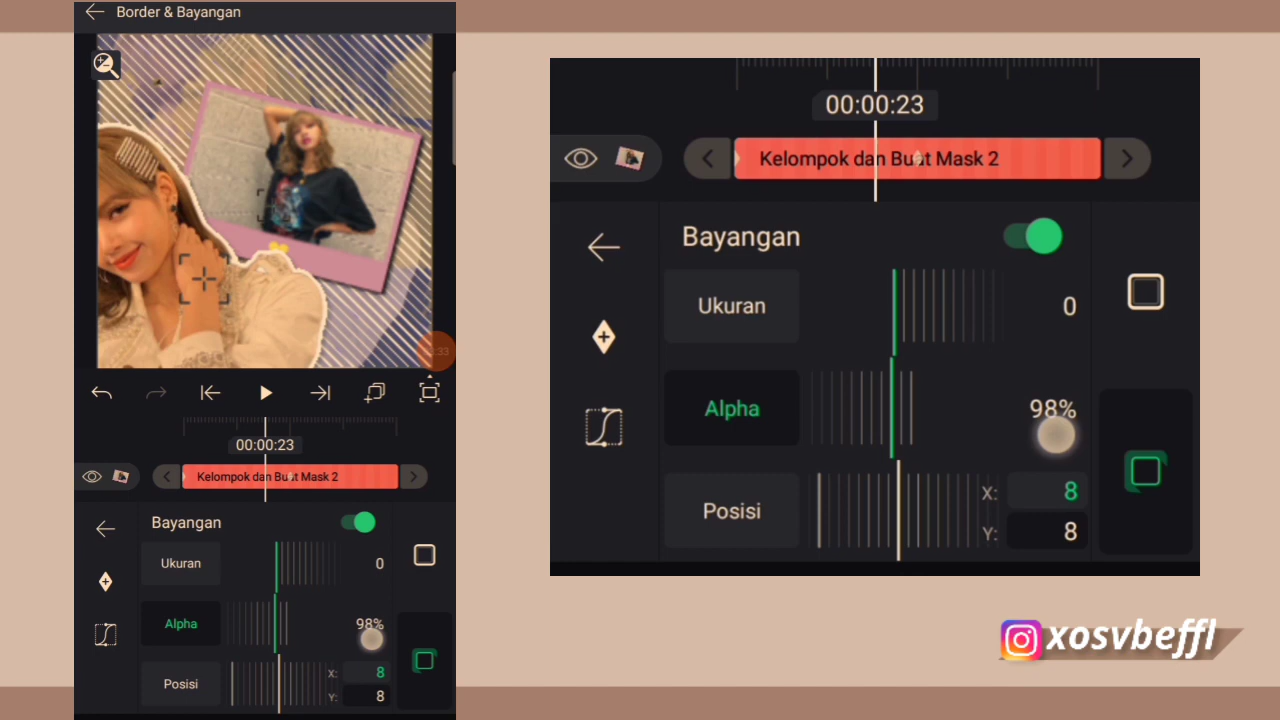 Border & Bayangan
:33
00:00:23
Kelompok dan Buat Mask 2
Bayangan
Ukuran
0
Alpha
98%
Posisi
X:
8
Y:
8
00:00:23
Kelompok dan Buat Mask 2
Bayangan
Ukuran
0
Alpha
98%
Posisi
X:
8
Y:
8
xosvbeffl